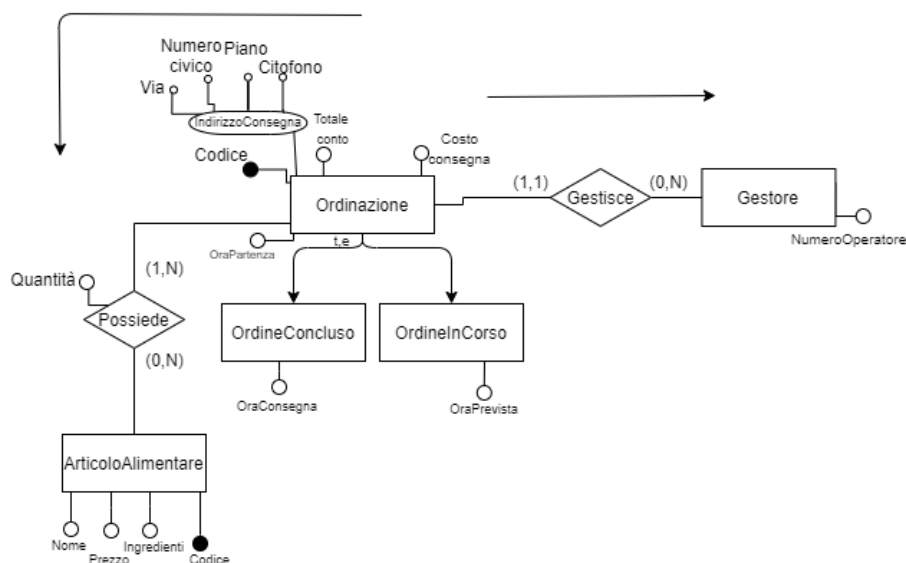 Numero
civico
Piano
Citofono
Via
IndirizzoConsegna
Totale
conto
Costo
consegna
Codice
Ordinazione
(1,1)
Gestisce
(0,N)
Gestore
NumeroOperatore
OraPartenza
t,e
Quantità
(1,N)
Possiede
(0,N)
OrdineConcluso
OrdineInCorso
OraConsegna
OraPrevista
ArticoloAlimentare
Nome
Prezzo
Ingredienti
Codice